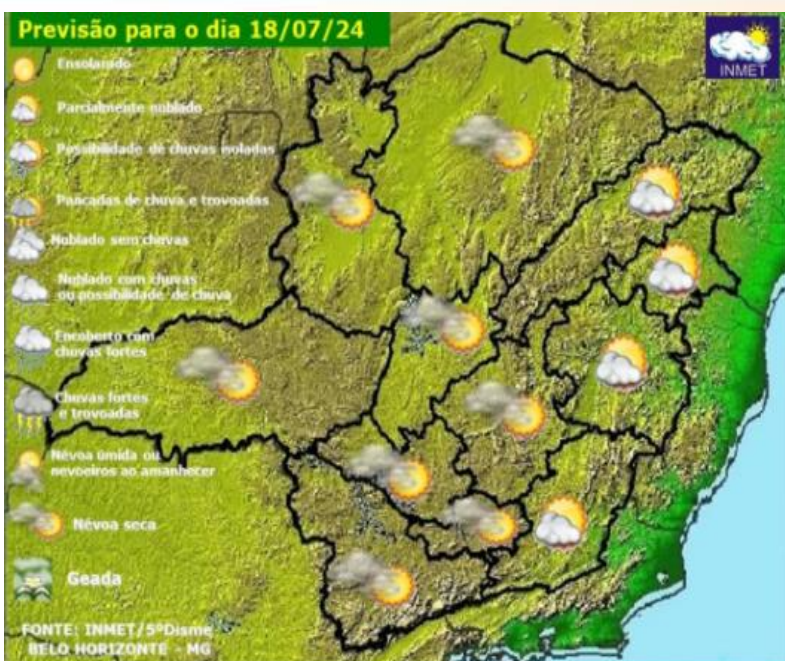 Previsão para o dia 18/07/24
INMET
Ensolarado
Parcialmente nublado
Possibilidade de chuvas isoladas
Pancadas de chuva e trovoadas
Nublado sem chuvas
Nublado com chuvas
ou possibilidade de chuva
Encoberto com
chuvas fortes
Chuvas fortes
e trovoadas
Névoa úmida ou
nevoeiros ao amanhecer
Névoa seca
Geada
FONTE: INMET/5ºDisme
BELO HORIZONTE - MG